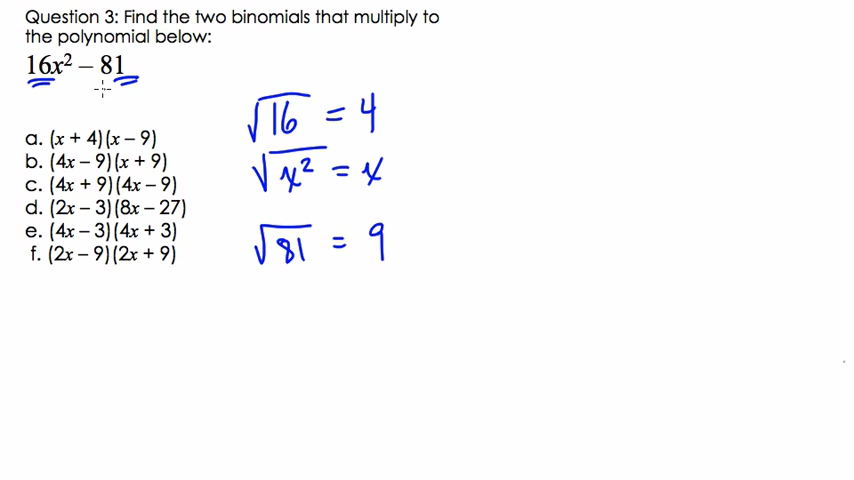 Question 3: Find the two binomials that multiply to
the polynomial below:
16x² – 81
a. (x + 4)(x – 9)
b. (4x – 9)(x + 9)
c. (4x + 9)(4x – 9)
d. (2x – 3)(8x – 27)
e. (4x – 3)(4x + 3)
f. (2x – 9)(2x + 9)
√16 = 4
√x² = x
√81 = 9